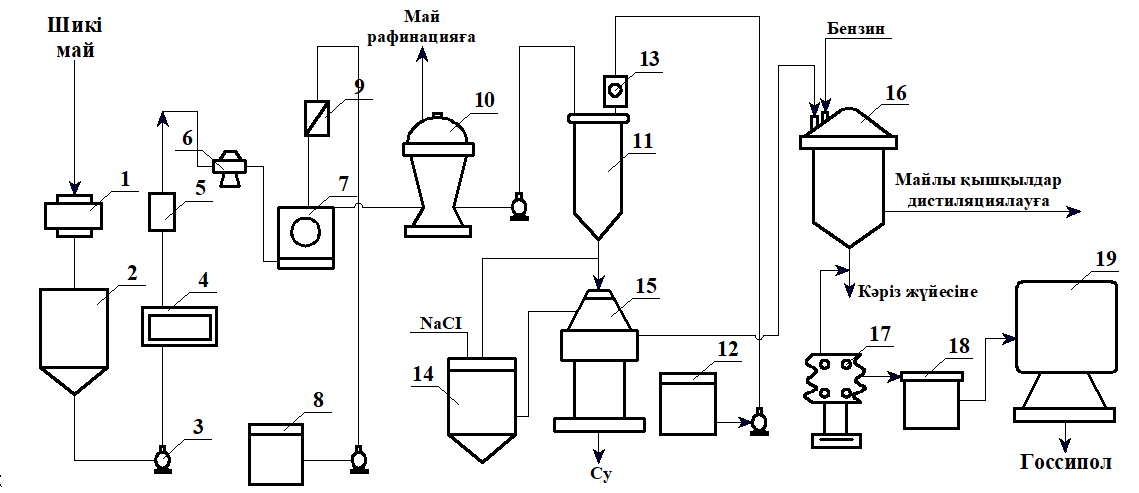 Шикі
май
Май
рафинацияға
Бензин
13
16
9
10
1
6
5
11
7
Майлы қышқылдар
дистиляциялауға
2
4
15
19
Кәріз жүйесіне
NaCI
12
17
18
14
8
3
Су
Госсипол